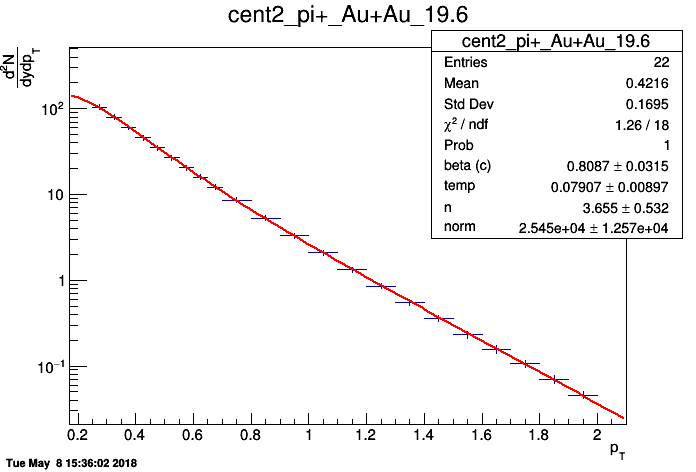 cent2_pi+_Au+Au_19.6
d²N
dydp_T
cent2_pi+_Au+Au_19.6
Entries 22
Mean 0.4216
Std Dev 0.1695
χ² / ndf 1.26 / 18
Prob 1
beta (c) 0.8087 ± 0.0315
temp 0.07907 ± 0.00897
n 3.655 ± 0.532
norm 2.545e+04 ± 1.257e+04
10²
10
1
10⁻¹
0.2 0.4 0.6 0.8 1 1.2 1.4 1.6 1.8 2
p_T
Tue May 8 15:36:02 2018